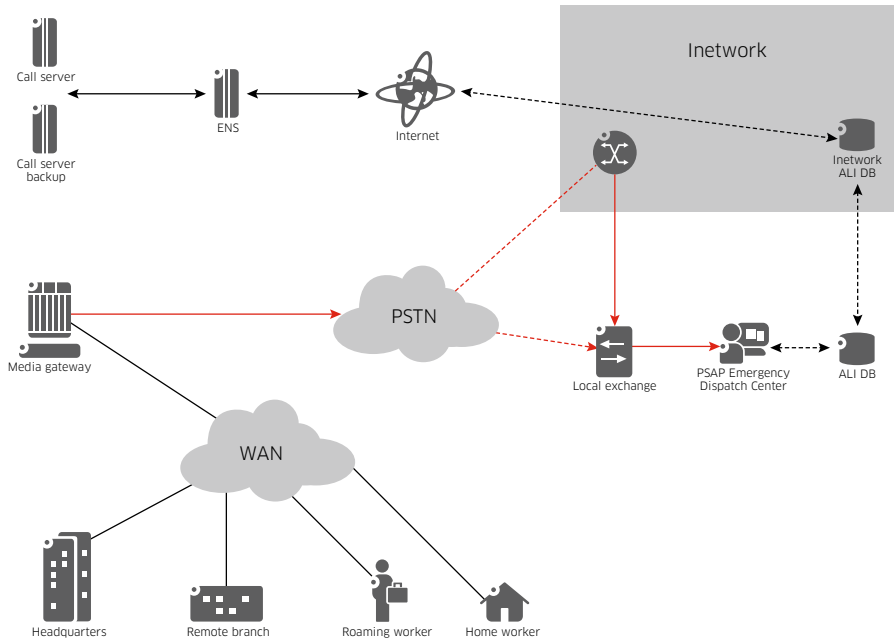 Inetwork
Call server
ENS
Internet
Call server
backup
Inetwork
ALI DB
PSTN
Media gateway
Local exchange
PSAP Emergency
Dispatch Center
ALI DB
WAN
Headquarters
Remote branch
Roaming worker
Home worker